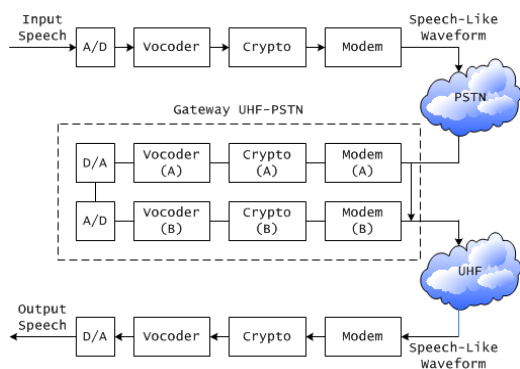 Input
Speech
A/D
Vocoder
Crypto
Modem
Speech-Like
Waveform
PSTN
Gateway UHF-PSTN
D/A
Vocoder
(A)
Crypto
(A)
Modem
(A)
A/D
Vocoder
(B)
Crypto
(B)
Modem
(B)
UHF
Output
Speech
D/A
Vocoder
Crypto
Modem
Speech-Like
Waveform